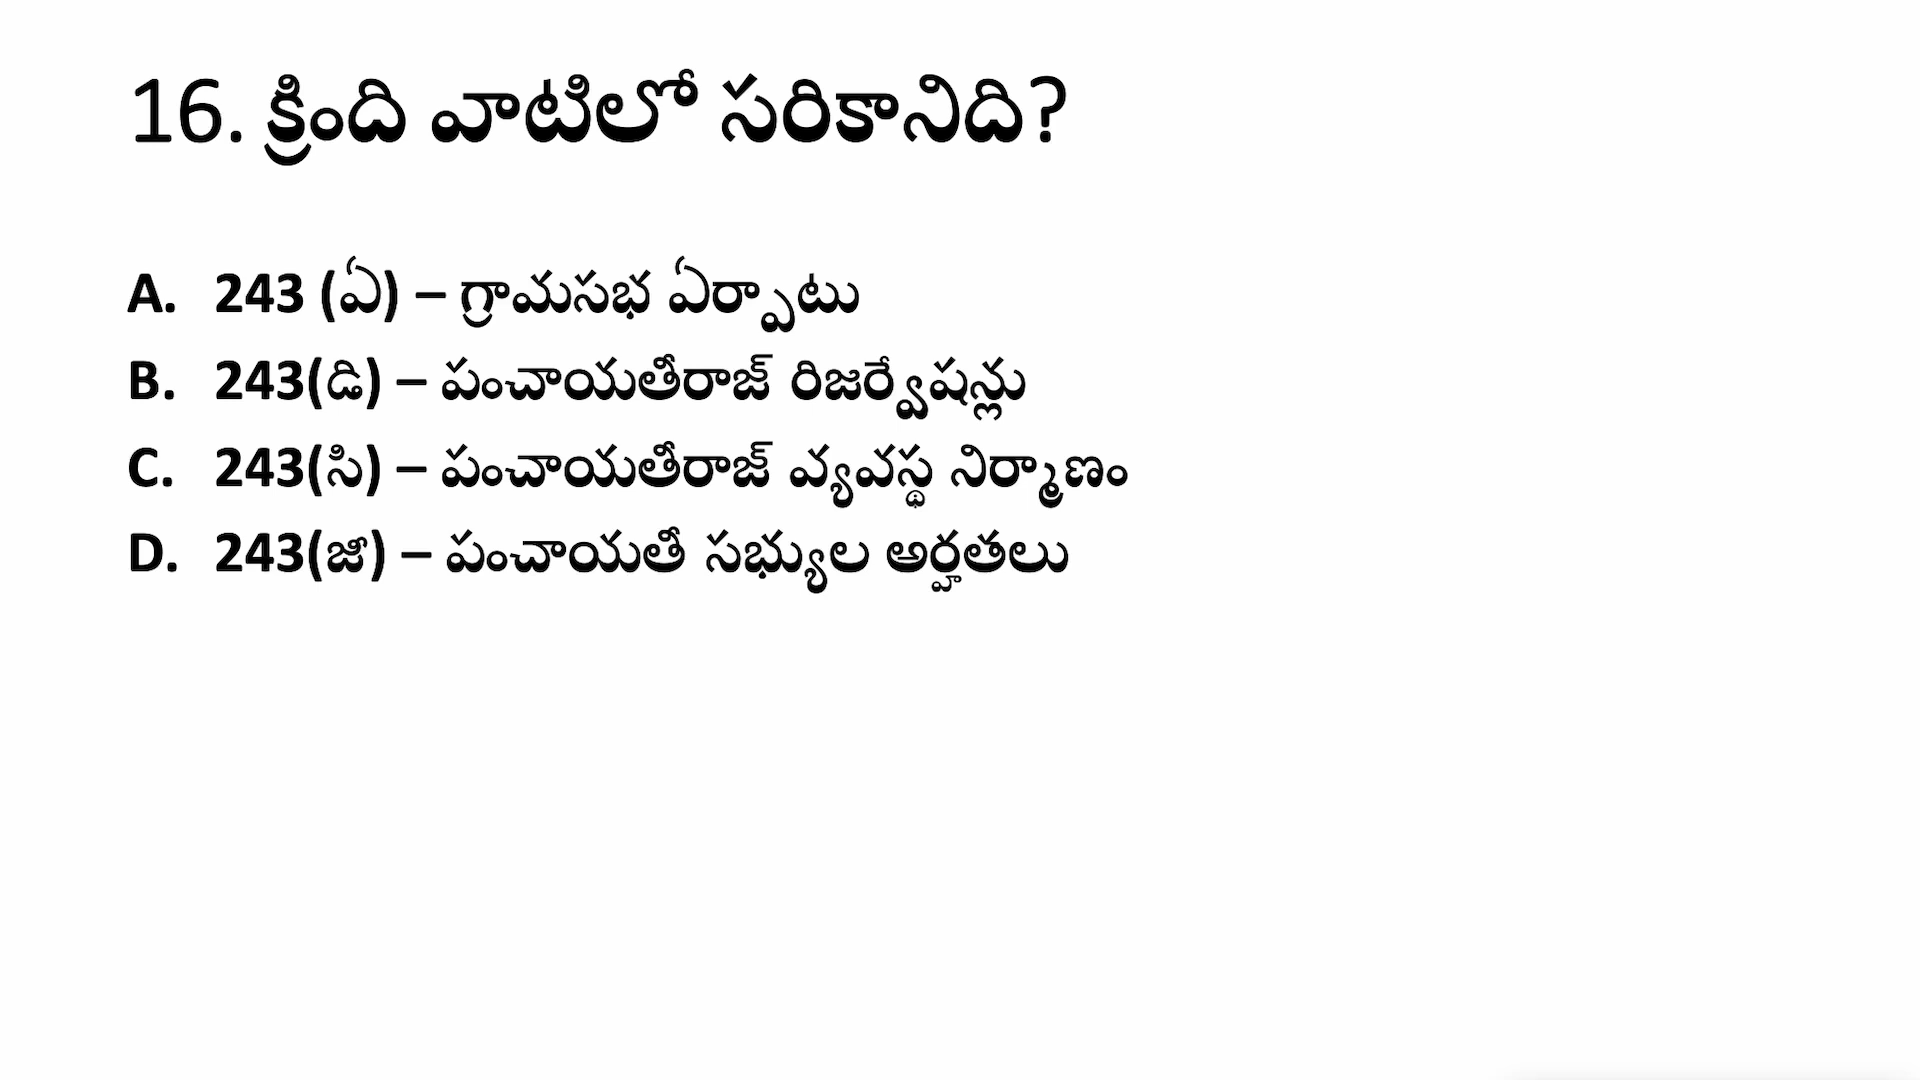 16. క్రింది వాటిలో సరికానిది?
A. 243 (ఏ) – గ్రామసభ ఏర్పాటు
B. 243(డి) – పంచాయతీరాజ్ రిజర్వేషన్లు
C. 243(సి) – పంచాయతీరాజ్ వ్యవస్థ నిర్మాణం
D. 243(జీ) – పంచాయతీ సభ్యుల అర్హతలు